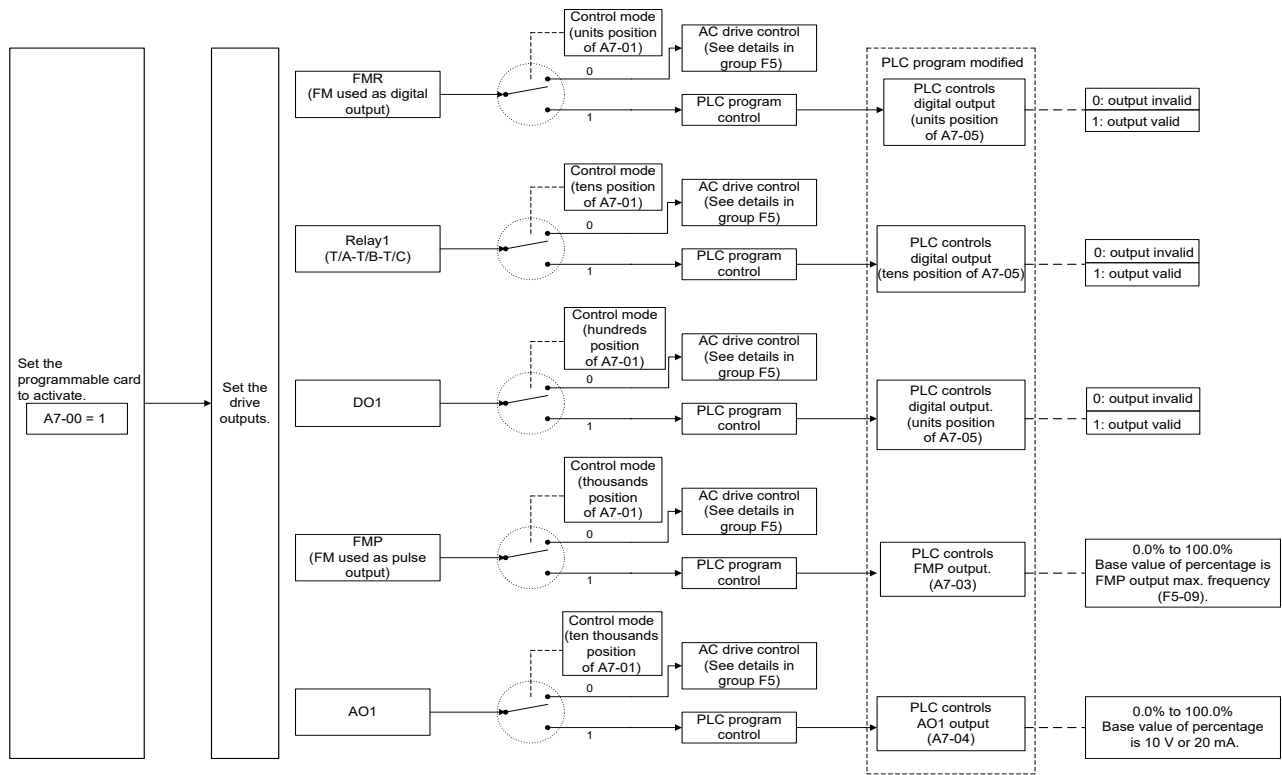 Set the
programmable card
to activate.
A7-00 = 1
Set the
drive
outputs.
FMR
(FM used as digital
output)
Control mode
(units position
of A7-01)
0
1
AC drive control
(See details in
group F5)
PLC program
control
PLC program modified
PLC controls
digital output
(units position
of A7-05)
0: output invalid
1: output valid
Relay1
(T/A-T/B-T/C)
Control mode
(tens position
of A7-01)
0
1
AC drive control
(See details in
group F5)
PLC program
control
PLC controls
digital output
(tens position of A7-05)
0: output invalid
1: output valid
DO1
Control mode
(hundreds
position
of A7-01)
0
1
AC drive control
(See details in
group F5)
PLC program
control
PLC controls
digital output.
(units position
of A7-05)
0: output invalid
1: output valid
FMP
(FM used as pulse
output)
Control mode
(thousands
position
of A7-01)
0
1
AC drive control
(See details in
group F5)
PLC program
control
PLC controls
FMP output.
(A7-03)
0.0% to 100.0%
Base value of percentage is
FMP output max. frequency
(F5-09).
AO1
Control mode
(ten thousands
position
of A7-01)
0
1
AC drive control
(See details in
group F5)
PLC program
control
PLC controls
AO1 output
(A7-04)
0.0% to 100.0%
Base value of percentage
is 10 V or 20 mA.